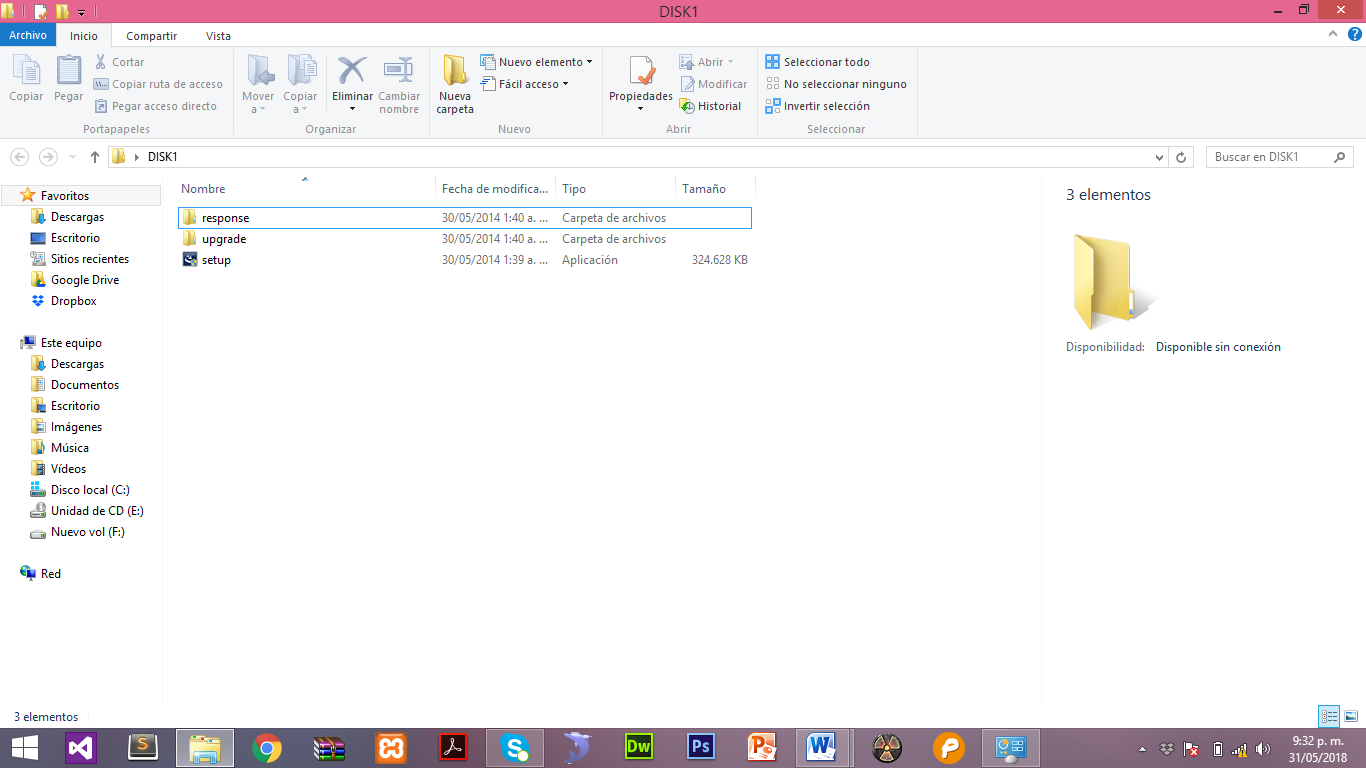 DISK1
Archivo Inicio Compartir Vista
Copiar
Pegar
Cortar
Copiar ruta de acceso
Pegar acceso directo
Portapapeles
Mover a
Copiar a
Eliminar
Cambiar nombre
Organizar
Nueva carpeta
Nuevo elemento
Fácil acceso
Nuevo
Propiedades
Abrir
Modificar
Historial
Abrir
Seleccionar todo
No seleccionar ninguno
Invertir selección
Seleccionar
DISK1
Buscar en DISK1
Favoritos
Descargas
Escritorio
Sitios recientes
Google Drive
Dropbox
Este equipo
Descargas
Documentos
Escritorio
Imágenes
Música
Vídeos
Disco local (C:)
Unidad de CD (E:)
Nuevo vol (F:)
Red
Nombre Fecha de modifica... Tipo Tamaño
response 30/05/2014 1:40 a. ... Carpeta de archivos
upgrade 30/05/2014 1:40 a. ... Carpeta de archivos
setup 30/05/2014 1:39 a. ... Aplicación 324.628 KB
3 elementos
Disponibilidad: Disponible sin conexión
3 elementos
Dw
Ps
9:32 p. m.
31/05/2018